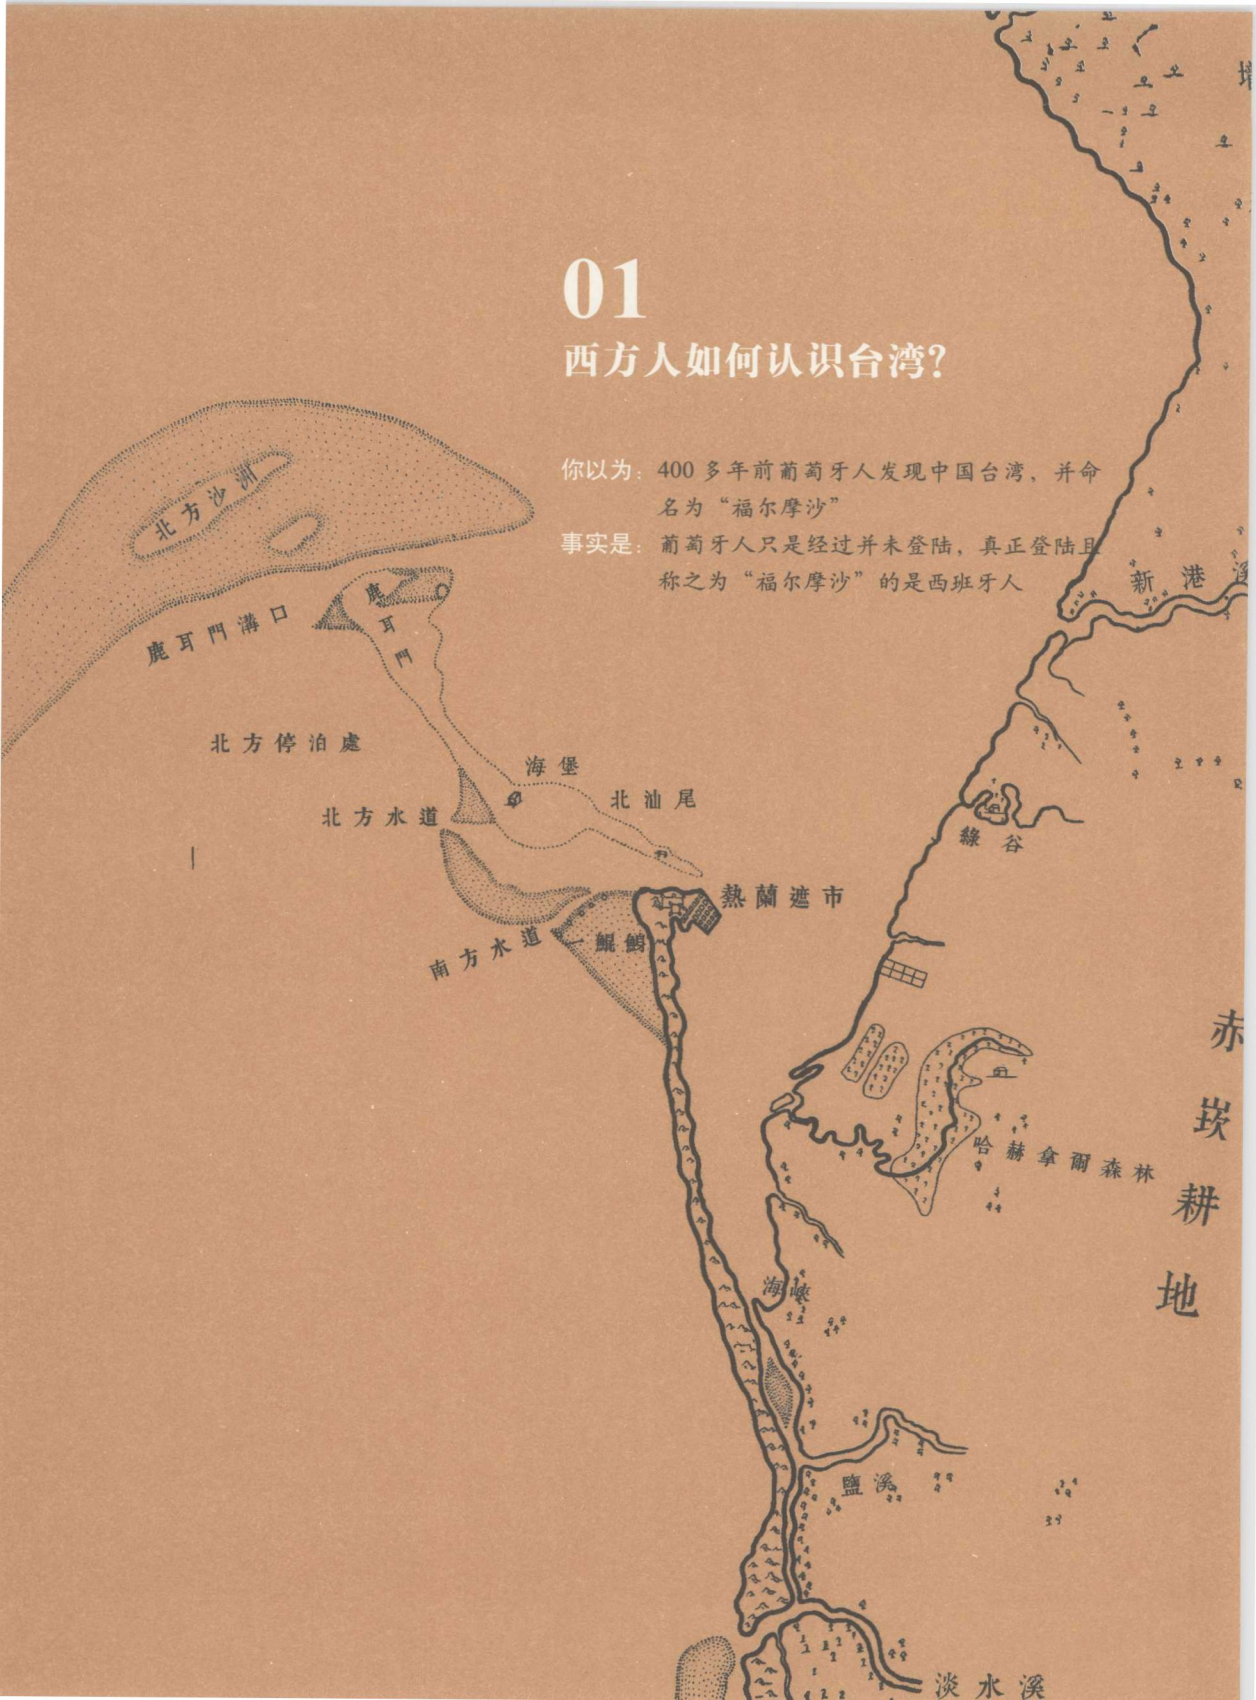 01
西方人如何认识台湾？
你以为：400 多年前葡萄牙人发现中国台湾，并命
名为“福尔摩沙”
事实是：葡萄牙人只是经过并未登陆，真正登陆且
称之为“福尔摩沙”的是西班牙人
北方沙洲
新港溪
鹿耳門
鹿耳門溝口
北方停泊處
海堡
北汕尾
北方水道
綠谷
熱蘭遮市
一鯤鯓
南方水道
赤崁耕地
哈赫拿爾森林
海峽
鹽溪
淡水溪